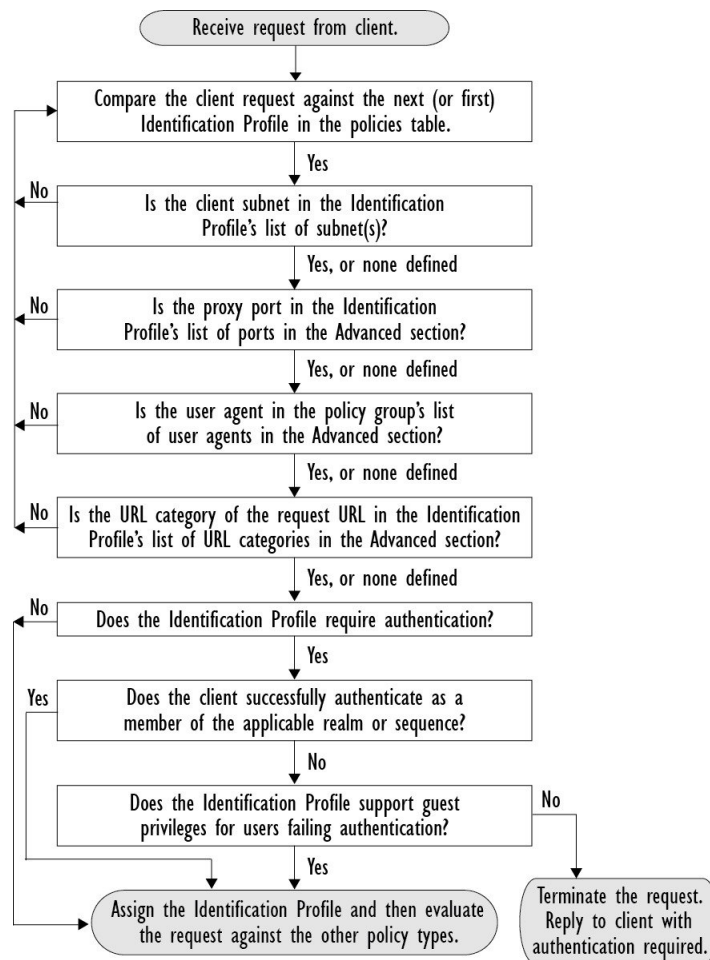 Receive request from client.
Compare the client request against the next (or first)
Identification Profile in the policies table.
Yes
No
Is the client subnet in the Identification
Profile's list of subnet(s)?
Yes, or none defined
No
Is the proxy port in the Identification
Profile's list of ports in the Advanced section?
Yes, or none defined
No
Is the user agent in the policy group's list
of user agents in the Advanced section?
Yes, or none defined
No
Is the URL category of the request URL in the Identification
Profile's list of URL categories in the Advanced section?
Yes, or none defined
No
Does the Identification Profile require authentication?
Yes
Yes
Does the client successfully authenticate as a
member of the applicable realm or sequence?
No
Does the Identification Profile support guest
privileges for users failing authentication?
No
Yes
Assign the Identification Profile and then evaluate
the request against the other policy types.
Terminate the request.
Reply to client with
authentication required.